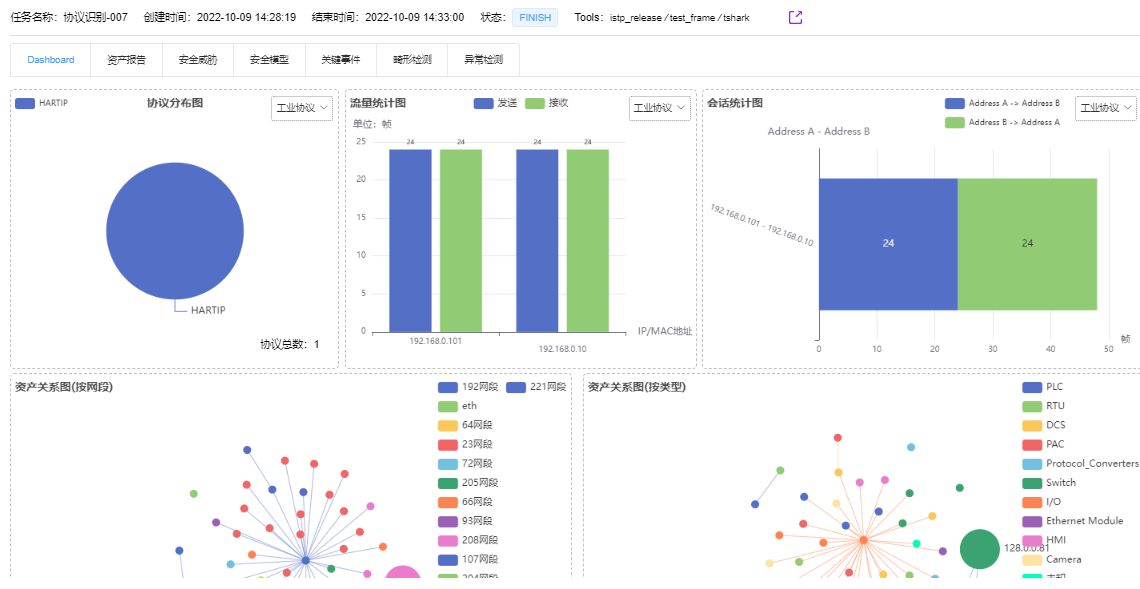 任务名称：协议识别-007 创建时间：2022-10-09 14:28:19 结束时间：2022-10-09 14:33:00 状态： FINISH Tools： istp_release / test_frame / tshark
Dashboard 资产报告 安全威胁 安全模型 关键事件 畸形检测 异常检测
HARTIP 协议分布图 工业协议
HARTIP
协议总数：1
流量统计图 发送 接收 工业协议
单位：帧
24 24 24 24
25
20
15
10
5
0
192.168.0.101 192.168.0.10
IP/MAC地址
会话统计图 Address A -> Address B 工业协议
Address B -> Address A
Address A - Address B
192.168.0.101 - 192.168.0.10
24 24
0 10 20 30 40 50
帧
资产关系图(按网段) 192网段 221网段
eth
64网段
23网段
72网段
205网段
66网段
93网段
208网段
107网段
204网段
资产关系图(按类型) PLC
RTU
DCS
PAC
Protocol_Converters
Switch
I/O
Ethernet Module
HMI
128.0.0.81
Camera